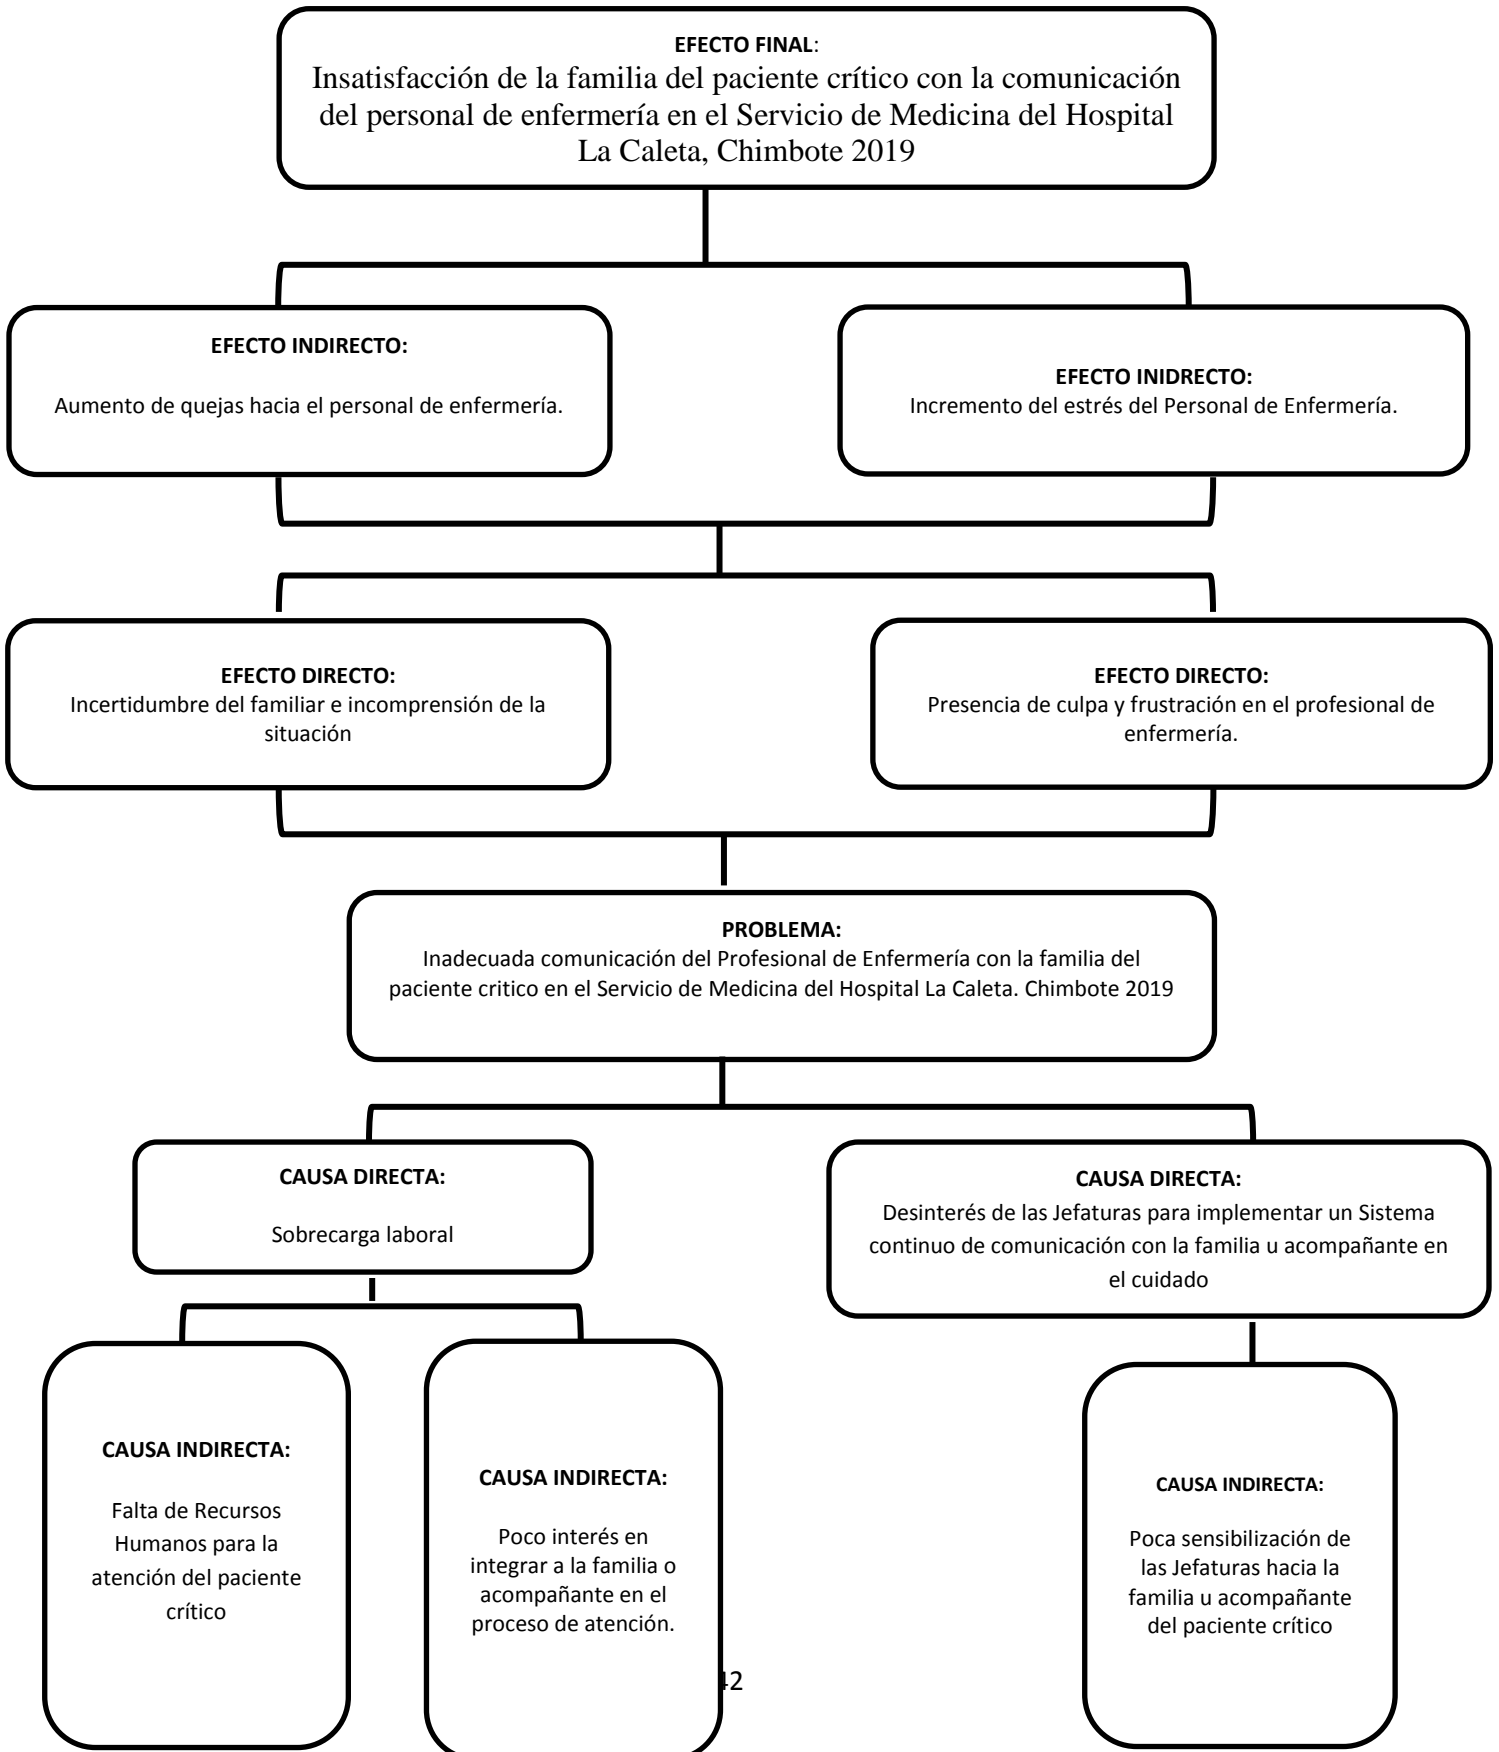 EFECTO FINAL:
Insatisfacción de la familia del paciente crítico con la comunicación
del personal de enfermería en el Servicio de Medicina del Hospital
La Caleta, Chimbote 2019
EFECTO INDIRECTO:
Aumento de quejas hacia el personal de enfermería.
EFECTO INIDRECTO:
Incremento del estrés del Personal de Enfermería.
EFECTO DIRECTO:
Incertidumbre del familiar e incomprensión de la
situación
EFECTO DIRECTO:
Presencia de culpa y frustración en el profesional de
enfermería.
PROBLEMA:
Inadecuada comunicación del Profesional de Enfermería con la familia del
paciente critico en el Servicio de Medicina del Hospital La Caleta. Chimbote 2019
CAUSA DIRECTA:
Sobrecarga laboral
CAUSA DIRECTA:
Desinterés de las Jefaturas para implementar un Sistema
continuo de comunicación con la familia u acompañante en
el cuidado
CAUSA INDIRECTA:
Falta de Recursos
Humanos para la
atención del paciente
crítico
CAUSA INDIRECTA:
Poco interés en
integrar a la familia o
acompañante en el
proceso de atención.
CAUSA INDIRECTA:
Poca sensibilización de
las Jefaturas hacia la
familia u acompañante
del paciente crítico